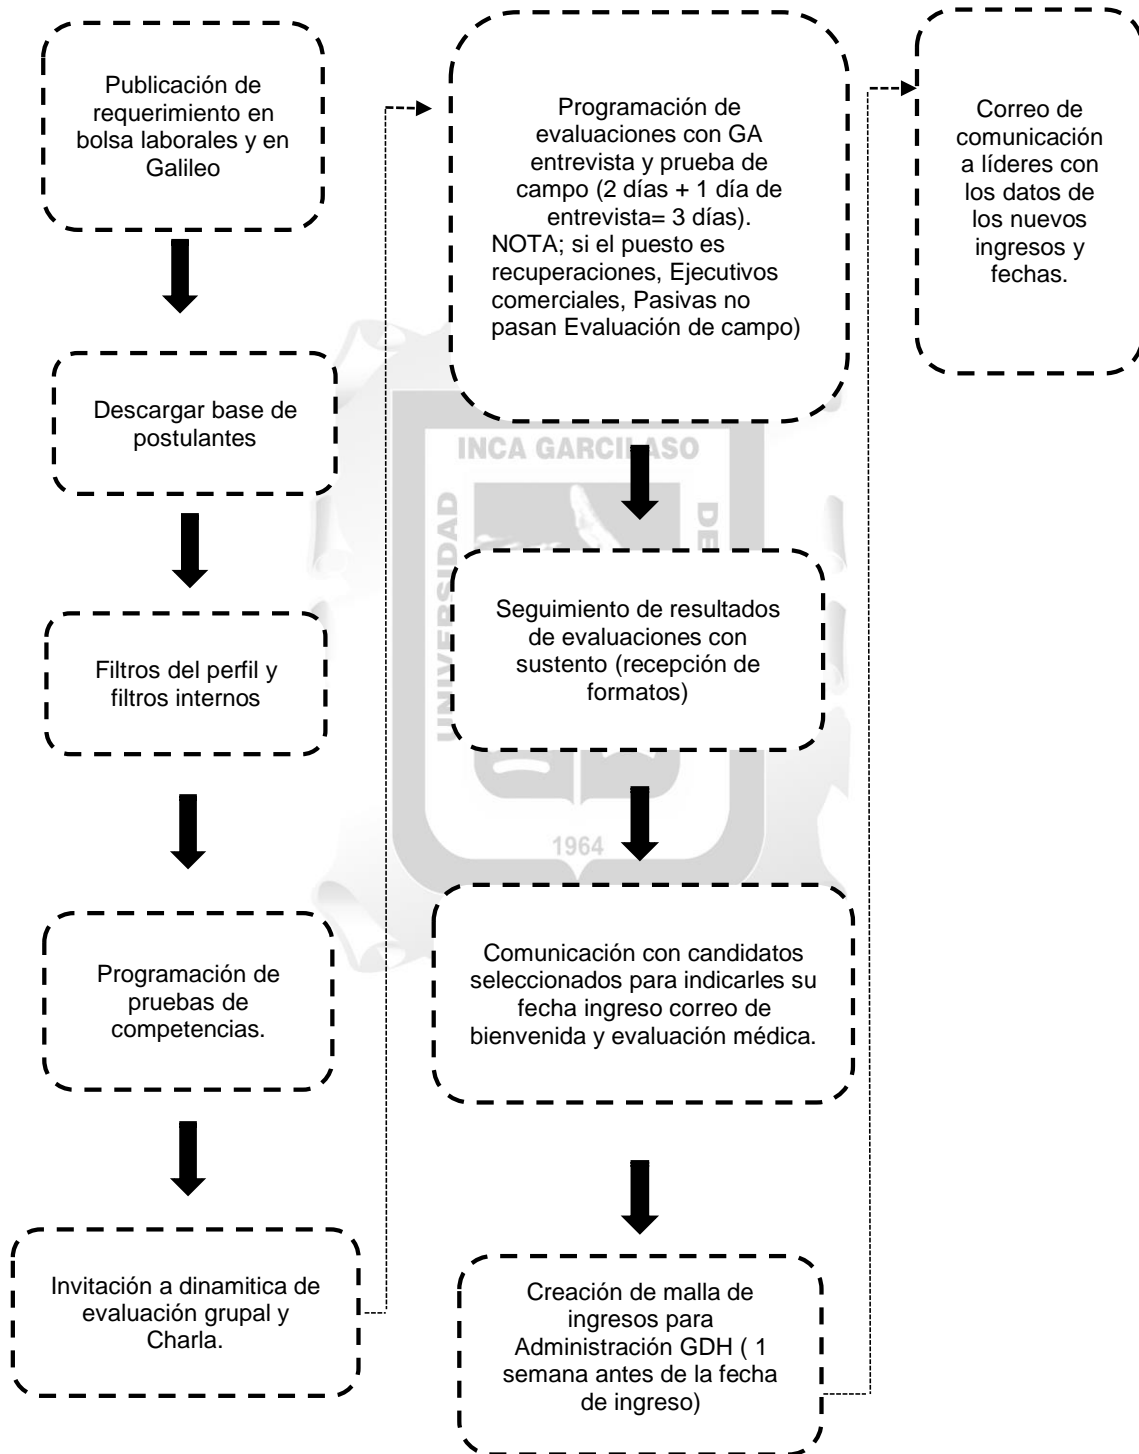 Publicación de
requerimiento en
bolsa laborales y en
Galileo
Descargar base de
postulantes
Filtros del perfil y
filtros internos
Programación de
pruebas de
competencias.
Invitación a dinamitica de
evaluación grupal y
Charla.
Programación de
evaluaciones con GA
entrevista y prueba de
campo (2 días + 1 día de
entrevista= 3 días).
NOTA; si el puesto es
recuperaciones, Ejecutivos
comerciales, Pasivas no
pasan Evaluación de campo)
Seguimiento de resultados
de evaluaciones con
sustento (recepción de
formatos)
Comunicación con candidatos
seleccionados para indicarles su
fecha ingreso correo de
bienvenida y evaluación médica.
Creación de malla de
ingresos para
Administración GDH ( 1
semana antes de la fecha
de ingreso)
Correo de
comunicación
a líderes con
los datos de
los nuevos
ingresos y
fechas.
UNIVERSIDAD
INCA GARCILASO
DE
1964